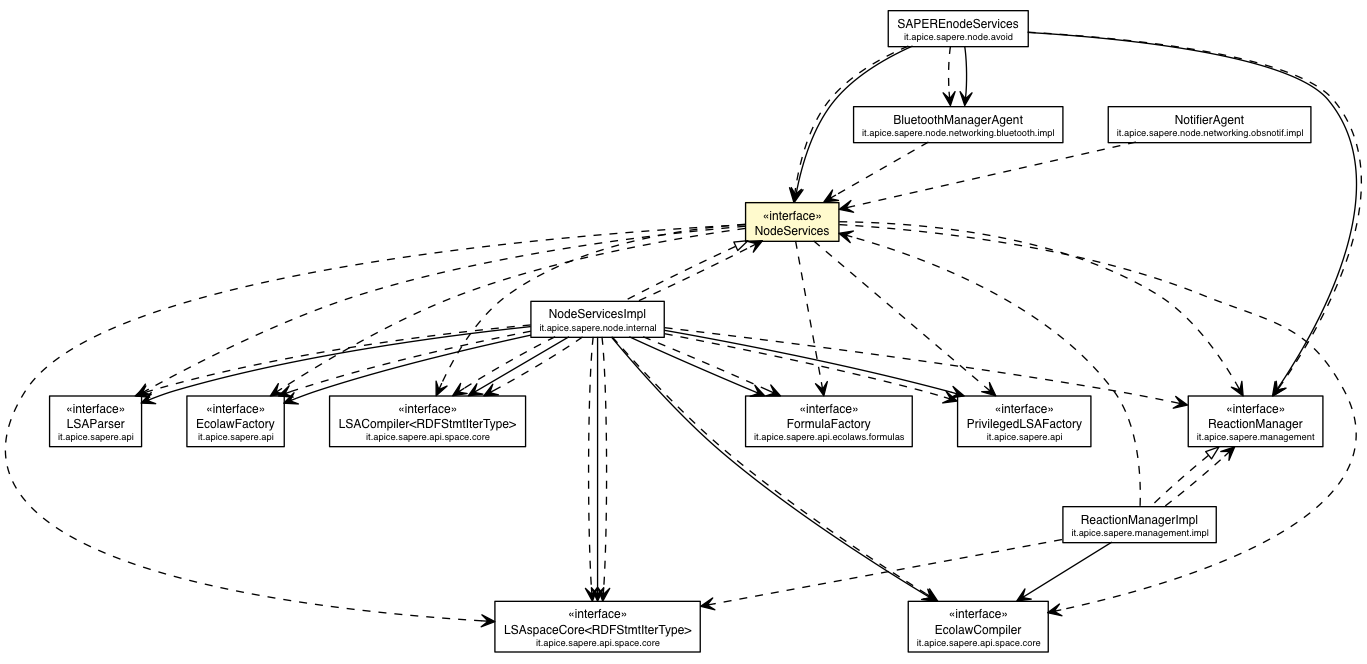 SAPEREnodeServices
it.apice.sapere.node.avoid
BluetoothManagerAgent
it.apice.sapere.node.networking.bluetooth.impl
NotifierAgent
it.apice.sapere.node.networking.obsnotif.impl
«interface»
NodeServices
NodeServicesImpl
it.apice.sapere.node.internal
«interface»
LSAParser
it.apice.sapere.api
«interface»
EcolawFactory
it.apice.sapere.api
«interface»
LSACompiler<RDFStmtIterType>
it.apice.sapere.api.space.core
«interface»
FormulaFactory
it.apice.sapere.api.ecolaws.formulas
«interface»
PrivilegedLSAFactory
it.apice.sapere.api
«interface»
ReactionManager
it.apice.sapere.management
ReactionManagerImpl
it.apice.sapere.management.impl
«interface»
LSAspaceCore<RDFStmtIterType>
it.apice.sapere.api.space.core
«interface»
EcolawCompiler
it.apice.sapere.api.space.core